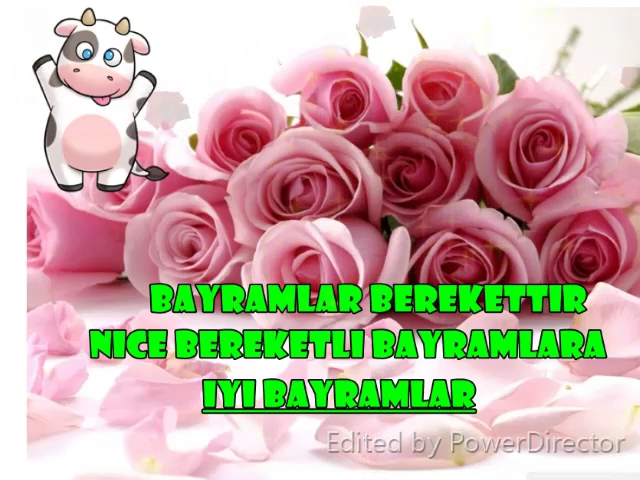 BAYRAMLAR BEREKETTIR
NICE BEREKETLI BAYRAMLARA
IYI BAYRAMLAR
Edited by PowerDirector